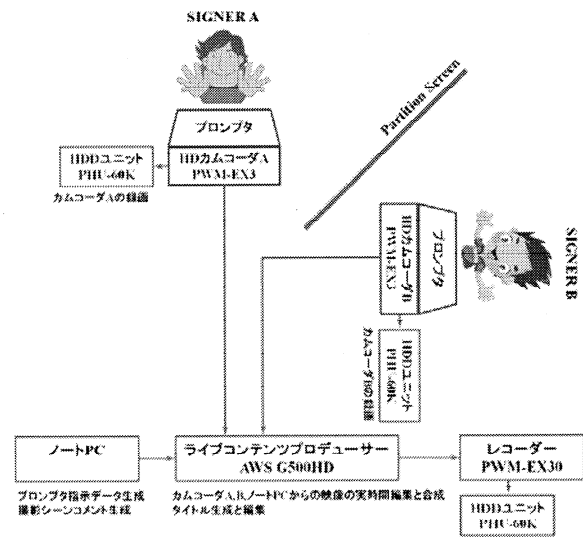 SIGNER A
プロンプタ
HDカムコーダA
PWM-EX3
HDDユニット
PHU-60K
カムコーダAの録画
Partition Screen
SIGNER B
プロンプタ
HDカムコーダB
PWM-EX3
HDDユニット
PHU-60K
カムコーダBの録画
ノートPC
プロンプタ指示データ生成
撮影シーンコメント生成
ライブコンテンツプロデューサー
AWS G500HD
カムコーダA,B,ノートPCからの映像の実時間編集と合成
タイトル生成と編集
レコーダー
PWM-EX30
HDDユニット
PHU-60K